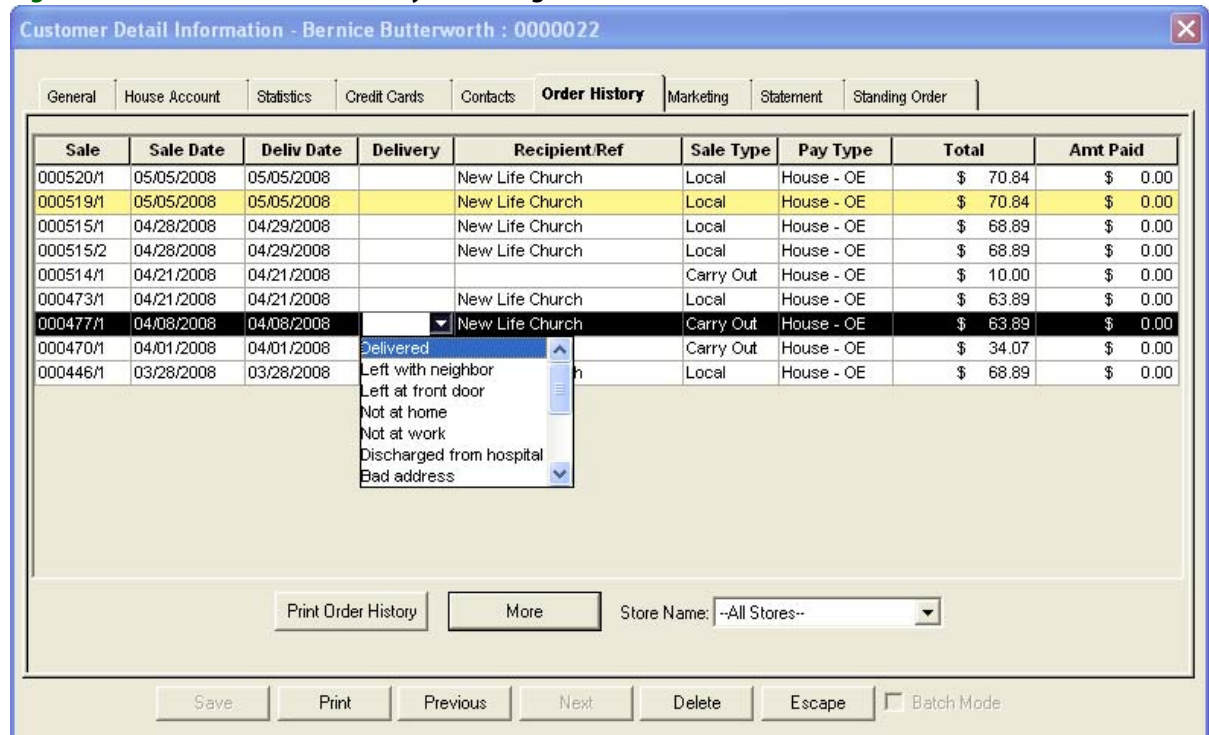 Customer Detail Information - Bernice Butterworth : 0000022
General House Account Statistics Credit Cards Contacts Order History Marketing Statement Standing Order
Sale Sale Date Deliv Date Delivery Recipient/Ref Sale Type Pay Type Total Amt Paid
000520/1 05/05/2008 05/05/2008 New Life Church Local House - OE $ 70.84 $ 0.00
000519/1 05/05/2008 05/05/2008 New Life Church Local House - OE $ 70.84 $ 0.00
000515/1 04/28/2008 04/29/2008 New Life Church Local House - OE $ 68.89 $ 0.00
000515/2 04/28/2008 04/29/2008 New Life Church Local House - OE $ 68.89 $ 0.00
000514/1 04/21/2008 04/21/2008 Carry Out House - OE $ 10.00 $ 0.00
000473/1 04/21/2008 04/21/2008 New Life Church Local House - OE $ 63.89 $ 0.00
000477/1 04/08/2008 04/08/2008 New Life Church Carry Out House - OE $ 63.89 $ 0.00
000470/1 04/01/2008 04/01/2008 Carry Out House - OE $ 34.07 $ 0.00
000446/1 03/28/2008 03/28/2008 Local House - OE $ 68.89 $ 0.00
Delivered
Left with neighbor
Left at front door
Not at home
Not at work
Discharged from hospital
Bad address
Print Order History More Store Name: --All Stores--
Save Print Previous Next Delete Escape Batch Mode